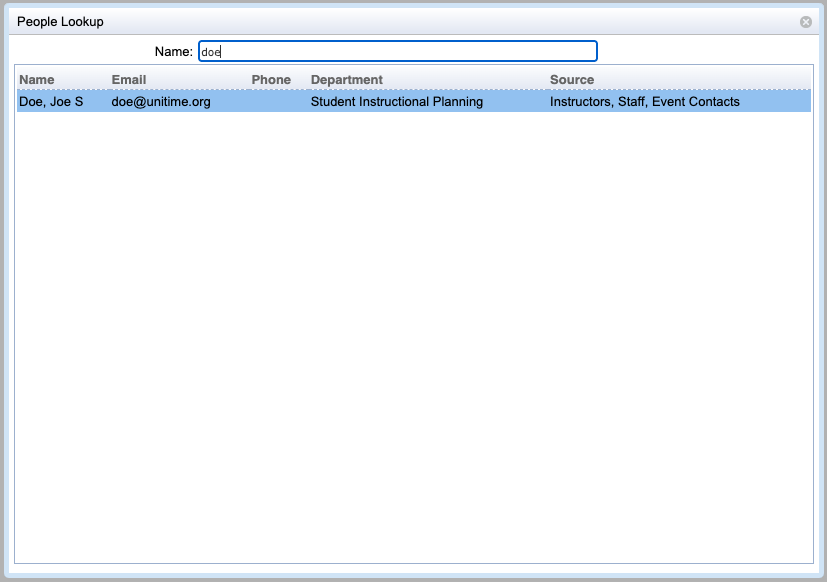 People Lookup
Name: doe
Name Email Phone Department Source
Doe, Joe S doe@unitime.org Student Instructional Planning Instructors, Staff, Event Contacts